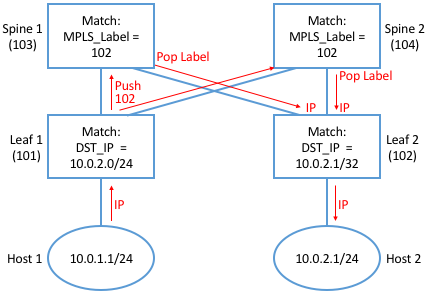 Spine 1
(103)
Match:
MPLS_Label =
102
Match:
MPLS_Label =
102
Spine 2
(104)
Pop Label
Push
102
Pop Label
IP
IP
Leaf 1
(101)
Match:
DST_IP =
10.0.2.0/24
Match:
DST_IP =
10.0.2.1/32
Leaf 2
(102)
IP
IP
Host 1
10.0.1.1/24
10.0.2.1/24
Host 2